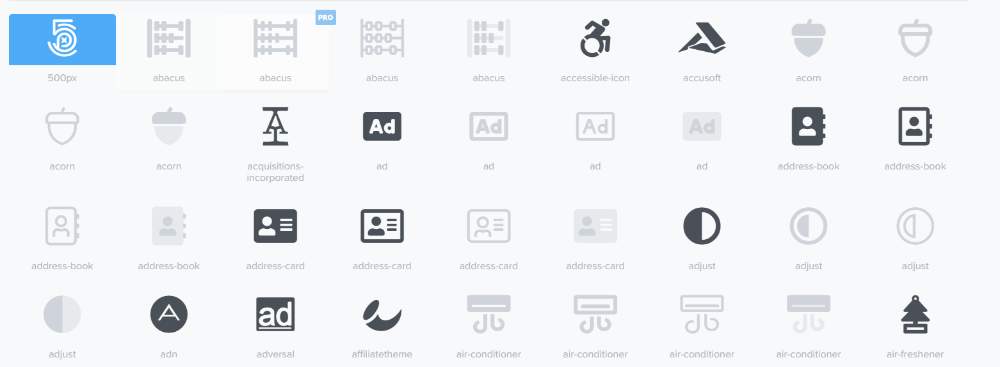 5
PRO
500px
abacus
abacus
abacus
abacus
accessible-icon
accusoft
acorn
acorn
A
Ad
Ad
Ad
Ad
acorn
acorn
acquisitions-
incorporated
ad
ad
ad
ad
address-book
address-book
address-book
address-book
address-card
address-card
address-card
address-card
adjust
adjust
adjust
A
ad
adjust
adn
adversal
affiliatetheme
air-conditioner
air-conditioner
air-conditioner
air-conditioner
air-freshener